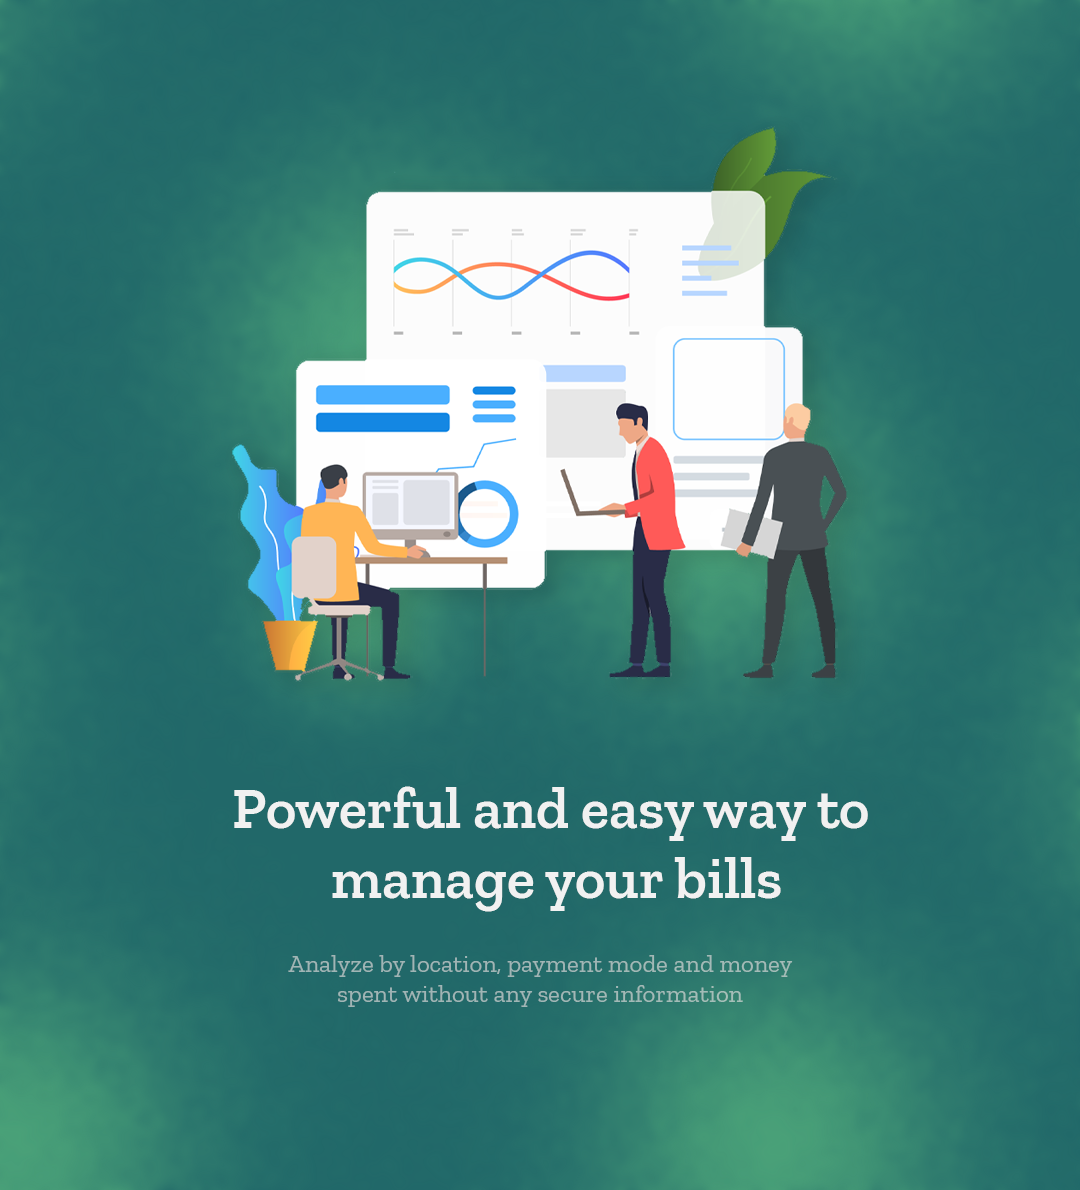 Powerful and easy way to
manage your bills
Analyze by location, payment mode and money
spent without any secure information